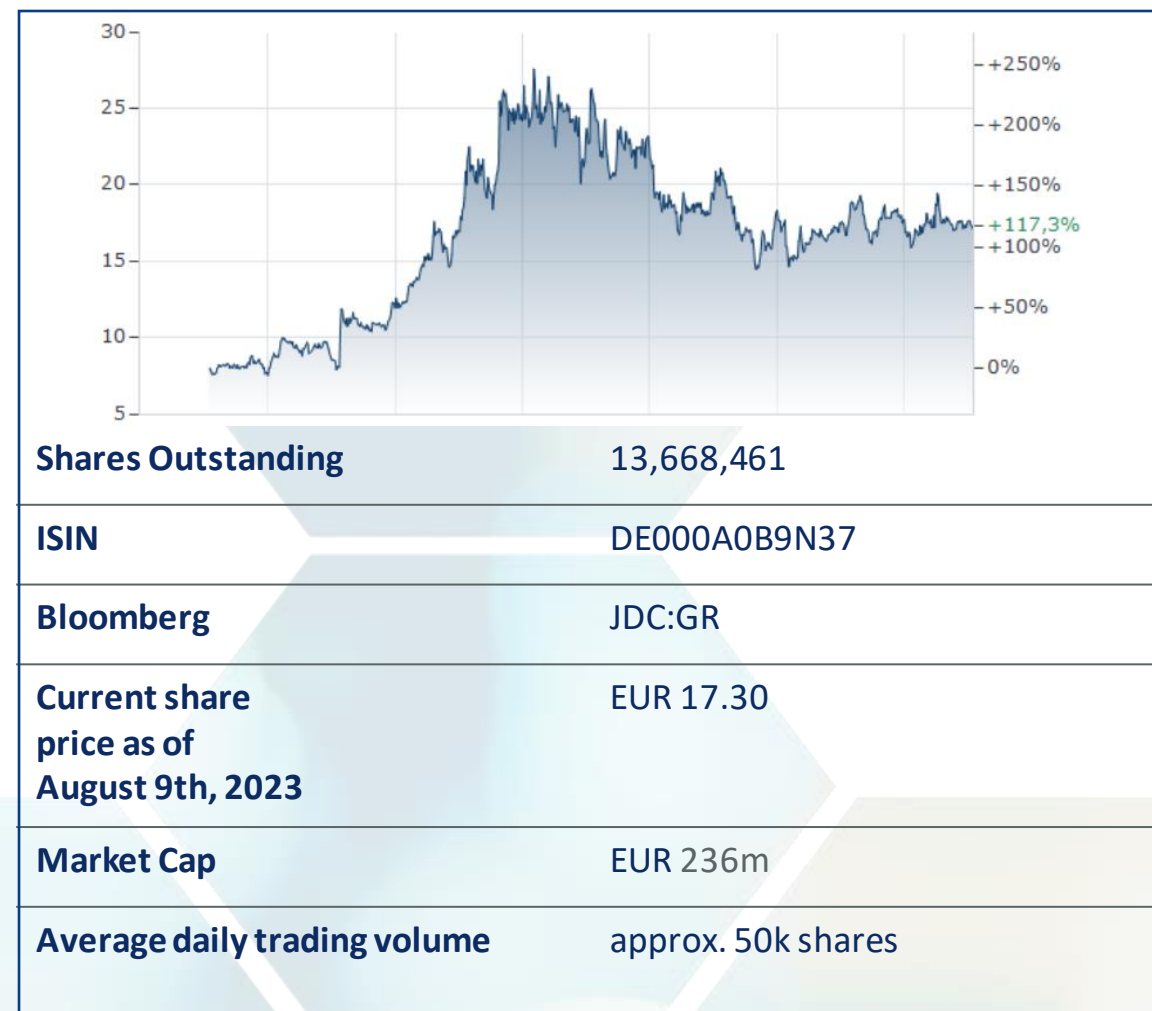 30
25
20
15
10
5
+250%
+200%
+150%
+117,3%
+100%
+50%
0%
Shares Outstanding 13,668,461
ISIN DE000A0B9N37
Bloomberg JDC:GR
Current share EUR 17.30
price as of
August 9th, 2023
Market Cap EUR 236m
Average daily trading volume approx. 50k shares